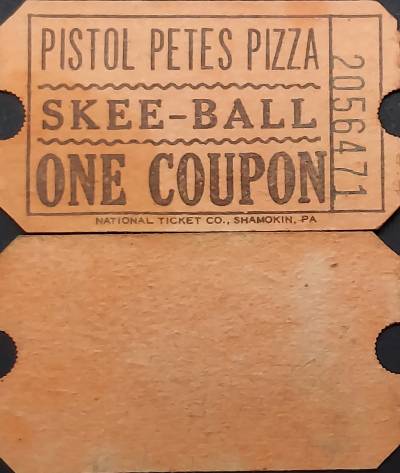 PISTOL PETES PIZZA
SKEE-BALL
ONE COUPON
NATIONAL TICKET CO., SHAMOKIN, PA
2056471